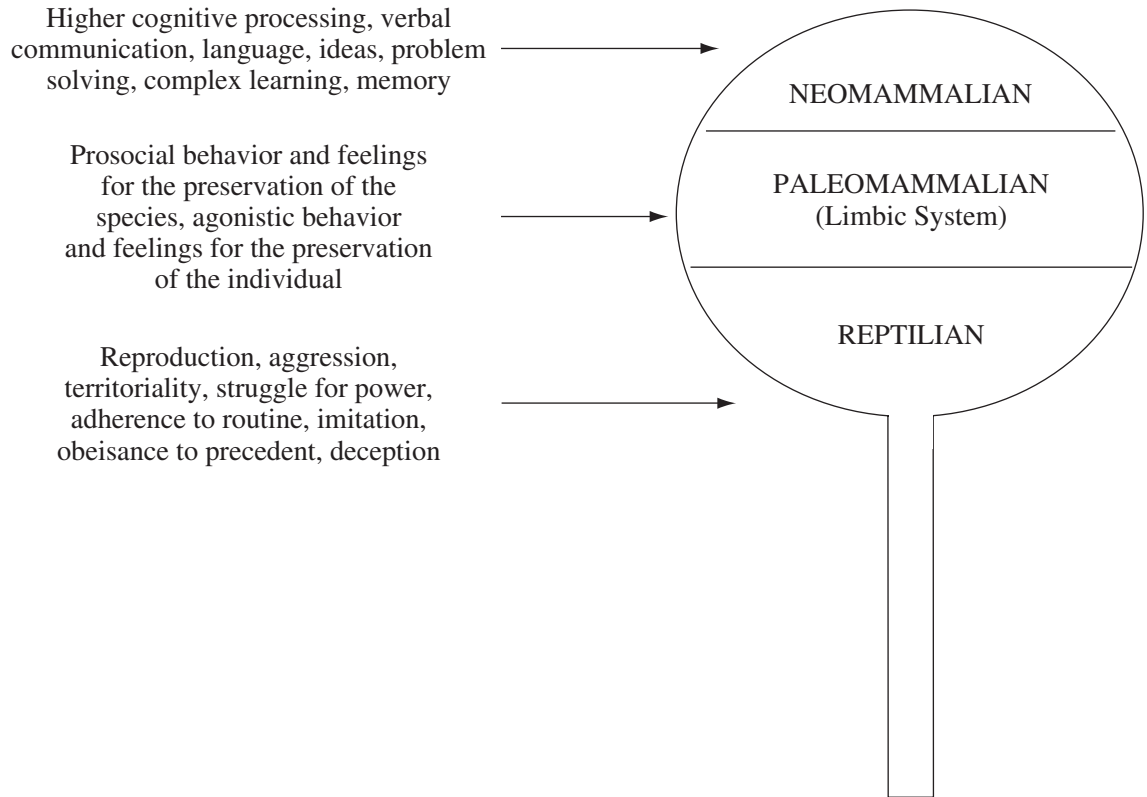 Higher cognitive processing, verbal
communication, language, ideas, problem
solving, complex learning, memory
NEOMAMMALIAN
Prosocial behavior and feelings
for the preservation of the
species, agonistic behavior
and feelings for the preservation
of the individual
PALEOMAMMALIAN
(Limbic System)
Reproduction, aggression,
territoriality, struggle for power,
adherence to routine, imitation,
obeisance to precedent, deception
REPTILIAN